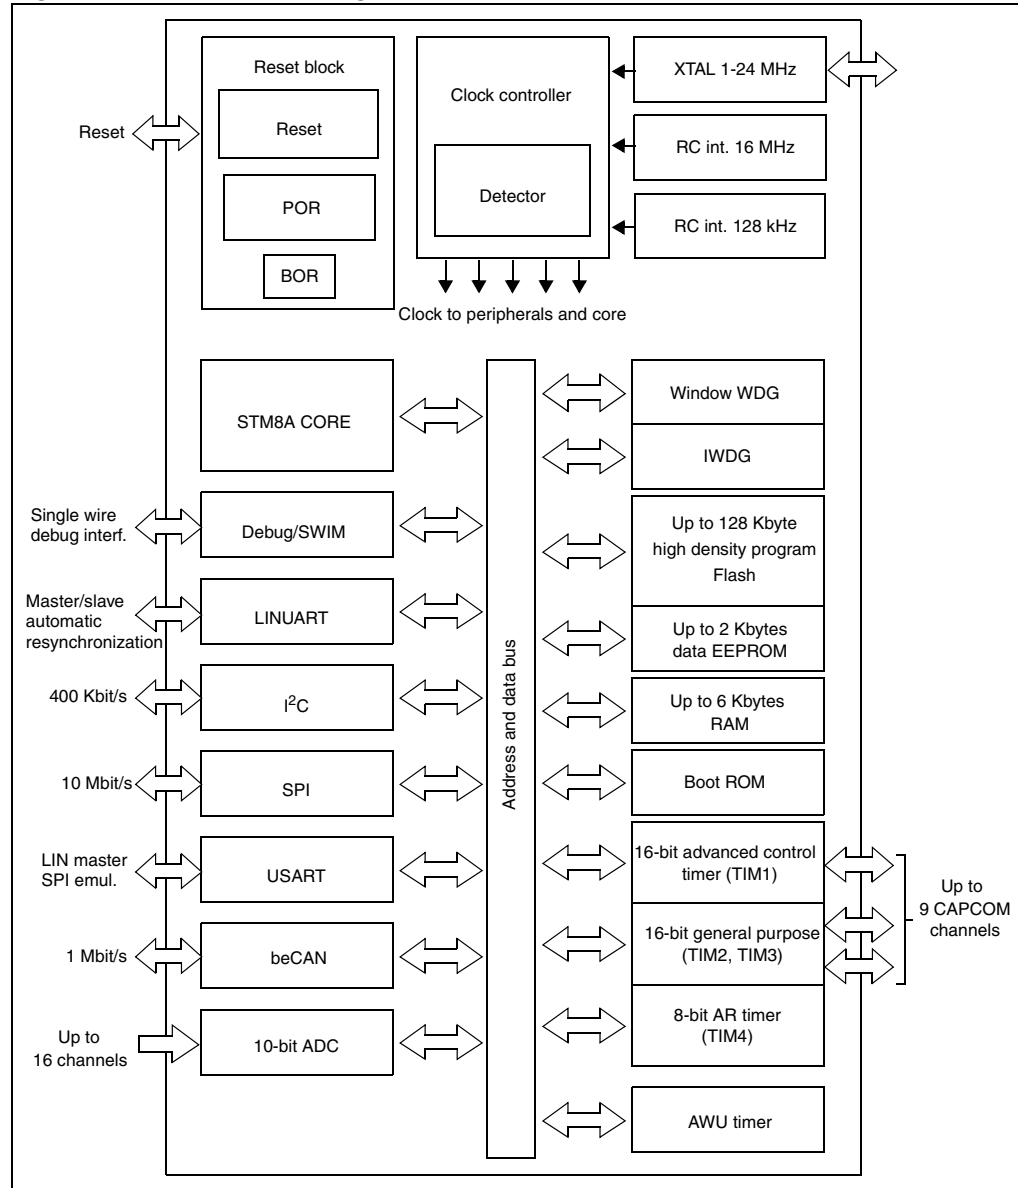 Reset block
Reset
POR
BOR
Reset
Clock controller
Detector
XTAL 1-24 MHz
RC int. 16 MHz
RC int. 128 kHz
Clock to peripherals and core
STM8A CORE
Single wire
debug interf.
Debug/SWIM
Master/slave
automatic
resynchronization
LINUART
400 Kbit/s
I²C
10 Mbit/s
SPI
LIN master
SPI emul.
USART
1 Mbit/s
beCAN
Up to
16 channels
10-bit ADC
Address and data bus
Window WDG
IWDG
Up to 128 Kbyte
high density program
Flash
Up to 2 Kbytes
data EEPROM
Up to 6 Kbytes
RAM
Boot ROM
16-bit advanced control
timer (TIM1)
16-bit general purpose
(TIM2, TIM3)
8-bit AR timer
(TIM4)
AWU timer
Up to
9 CAPCOM
channels